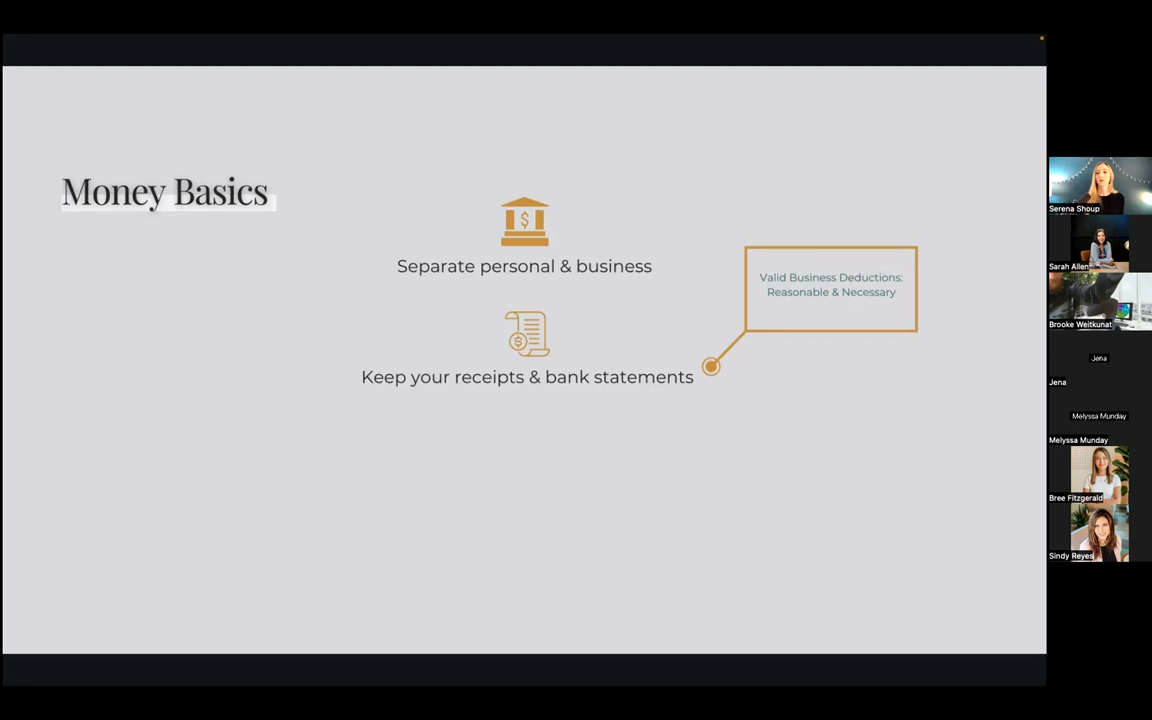 Money Basics
$
Separate personal & business
$
Keep your receipts & bank statements
Valid Business Deductions:
Reasonable & Necessary
Serena Shoup
Sarah Allen
Brooke Weitkunat
Jena
Jena
Melyssa Munday
Melyssa Munday
Bree Fitzgerald
Sindy Reyes